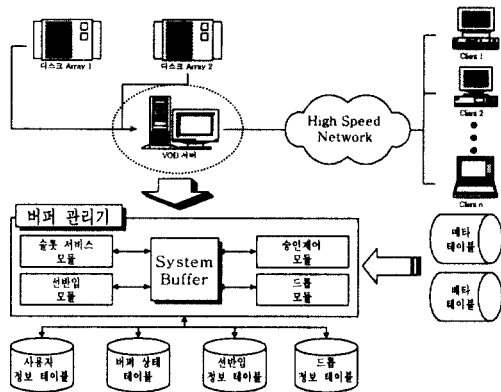 디스크 Array 1
디스크 Array 2
VOD 서버
High Speed
Network
Client 1
Client 2
Client n
버퍼 관리기
슬롯 서비스
모듈
선반입
모듈
System
Buffer
승인제어
모듈
드롭
모듈
메타
테이블
메타
테이블
사용자
정보 테이블
버퍼 상태
테이블
선반입
정보 테이블
드롭
정보 테이블